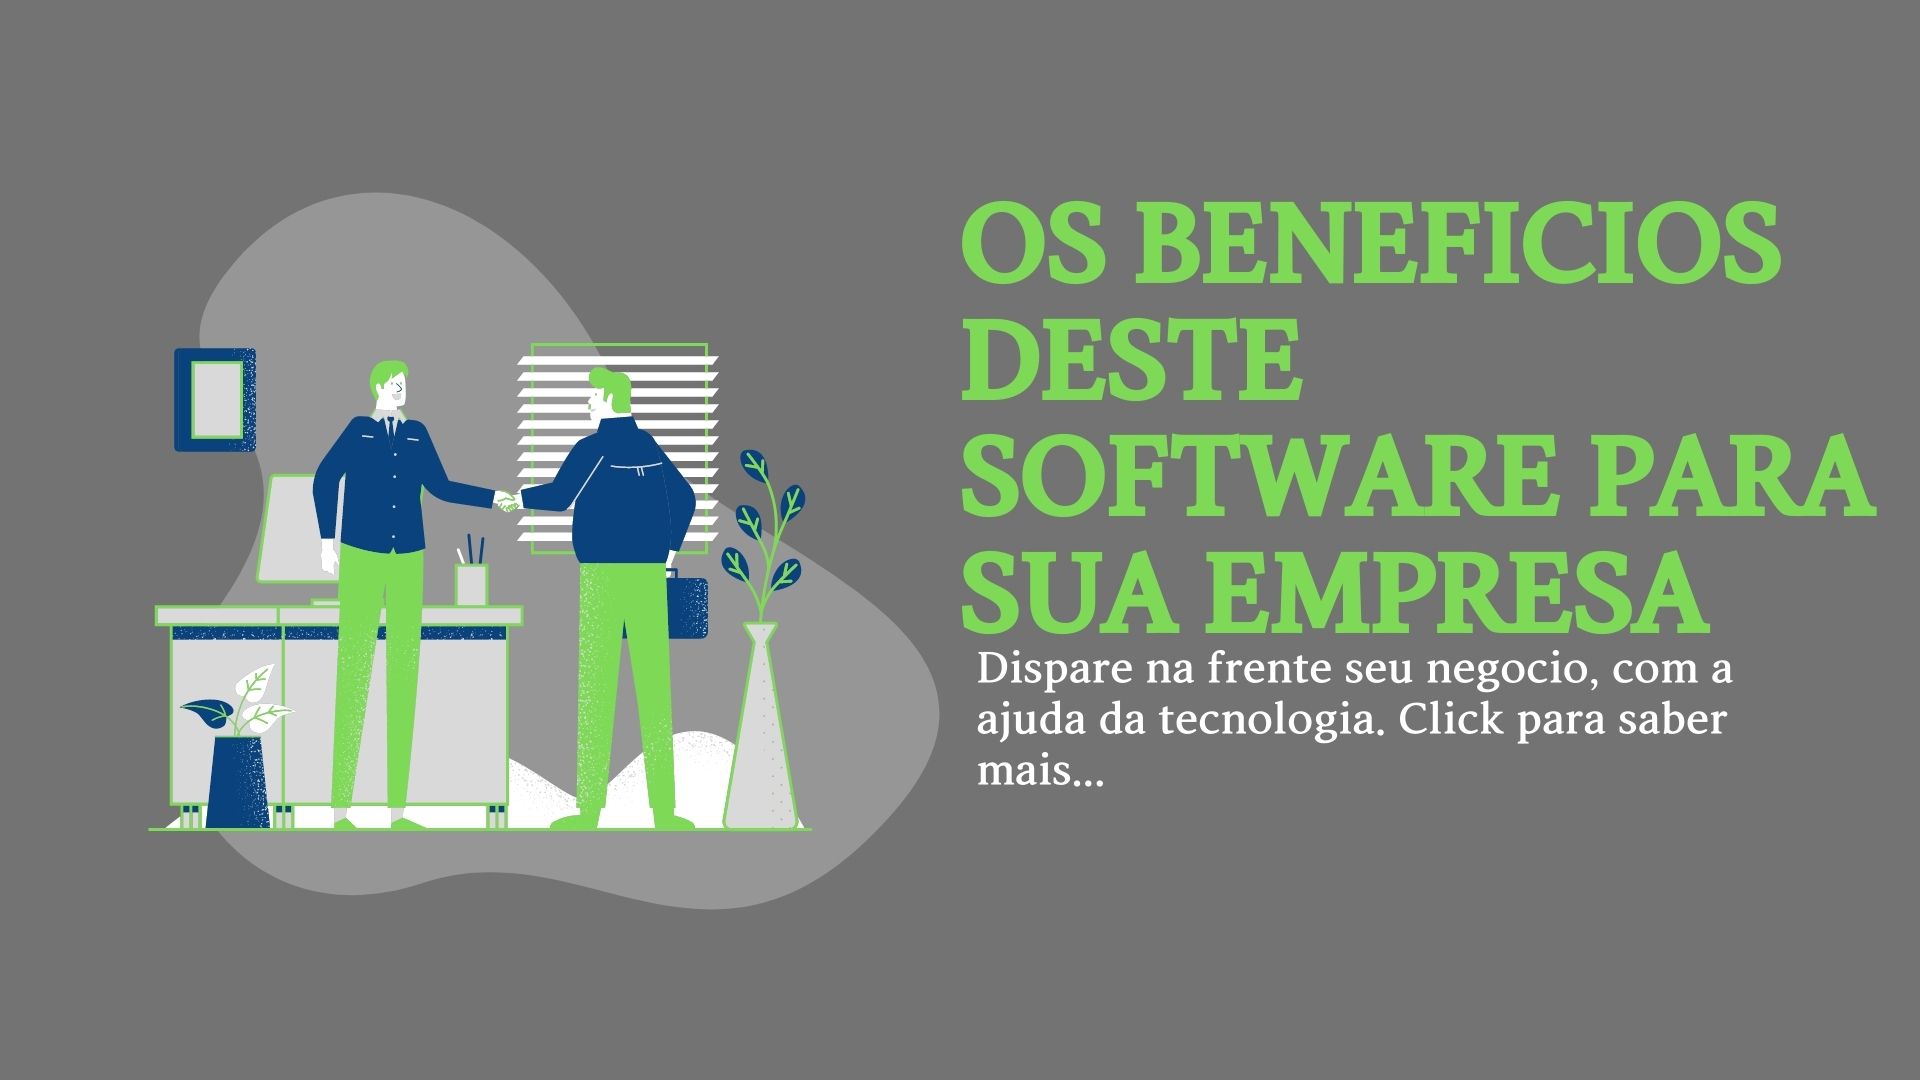 OS BENEFICIOS
DESTE
SOFTWARE PARA
SUA EMPRESA
Dispare na frente seu negocio, com a
ajuda da tecnologia. Click para saber
mais...